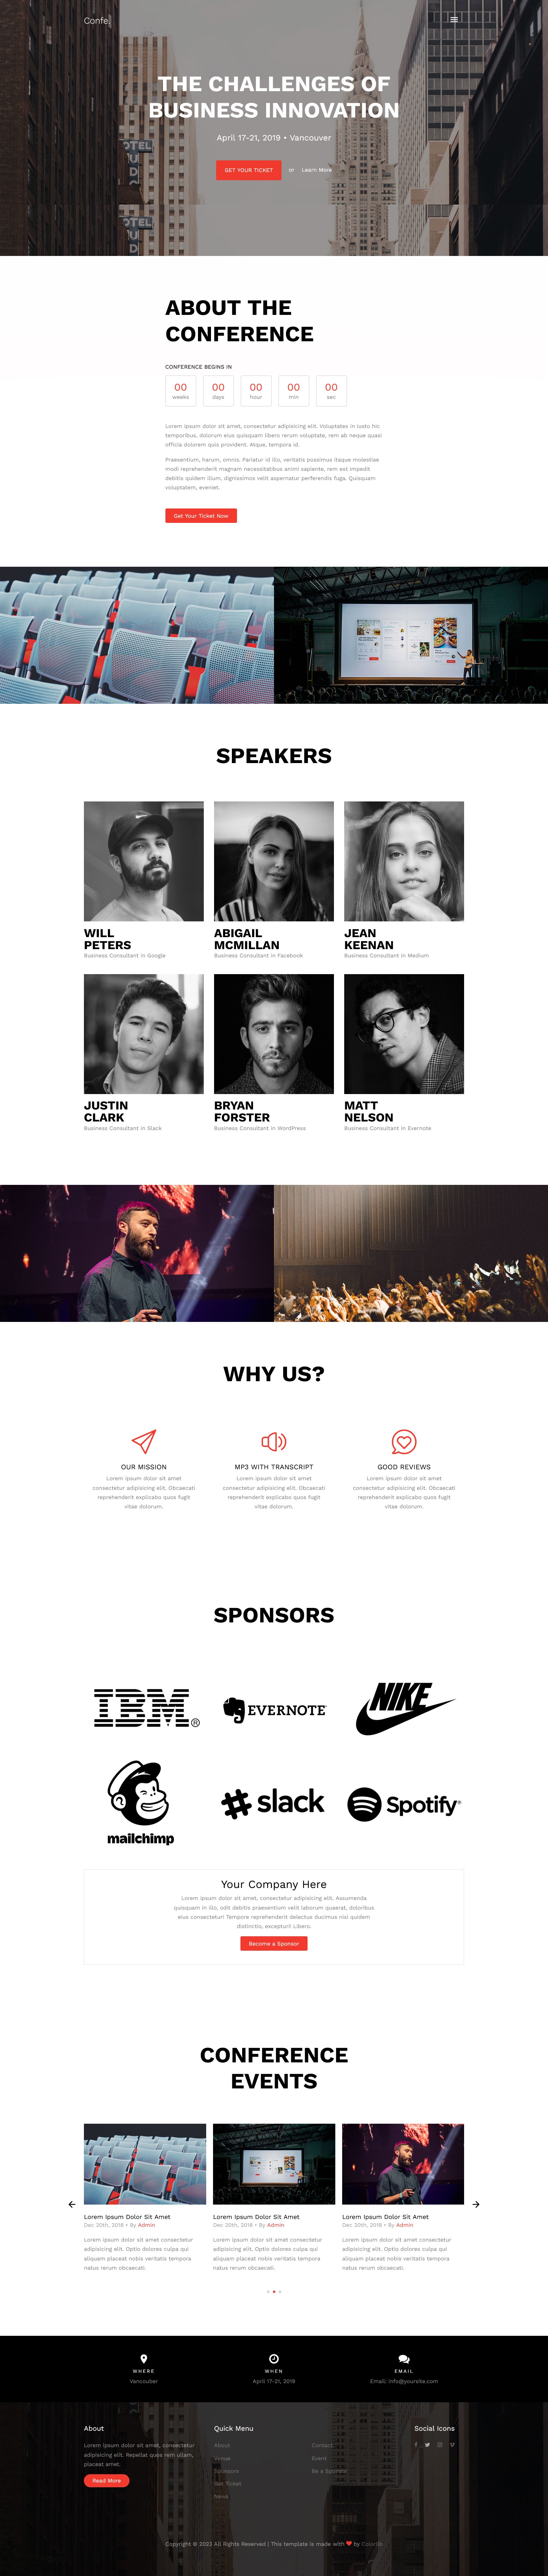 Confe.
THE CHALLENGES OF
BUSINESS INNOVATION
April 17-21, 2019 • Vancouver
GET YOUR TICKET or Learn More
HOTEL
ABOUT THE
CONFERENCE
CONFERENCE BEGINS IN
00 00 00 00 00
weeks days hour min sec
Lorem ipsum dolor sit amet, consectetur adipisicing elit. Voluptates in iusto hic
temporibus, dolorum eius quisquam libero rerum voluptate, rem ab neque quasi
officia dolorem quis provident. Atque, tempora id.
Praesentium, harum, omnis. Pariatur id illo, veritatis possimus itaque molestiae
modi reprehenderit magnam necessitatibus animi sapiente, rem est impedit
debitis quidem illum, dignissimos velit aspernatur perferendis fuga. Quisquam
voluptatem, eveniet.
Get Your Ticket Now
SPEAKERS
WILL
PETERS
Business Consultant in Google
ABIGAIL
MCMILLAN
Business Consultant in Facebook
JEAN
KEENAN
Business Consultant in Medium
JUSTIN
CLARK
Business Consultant in Slack
BRYAN
FORSTER
Business Consultant in WordPress
MATT
NELSON
Business Consultant in Evernote
WHY US?
OUR MISSION
Lorem ipsum dolor sit amet
consectetur adipisicing elit. Obcaecati
reprehenderit explicabo quos fugit
vitae dolorum.
MP3 WITH TRANSCRIPT
Lorem ipsum dolor sit amet
consectetur adipisicing elit. Obcaecati
reprehenderit explicabo quos fugit
vitae dolorum.
GOOD REVIEWS
Lorem ipsum dolor sit amet
consectetur adipisicing elit. Obcaecati
reprehenderit explicabo quos fugit
vitae dolorum.
SPONSORS
IBM®
EVERNOTE
NIKE
mailchimp
slack
Spotify®
Your Company Here
Lorem ipsum dolor sit amet, consectetur adipisicing elit. Assumenda
quisquam in illo, odit debitis praesentium velit laborum quaerat, doloribus
eius consectetur! Tempore reprehenderit delectus ducimus nisi quidem
distinctio, excepturi! Libero.
Become a Sponsor
CONFERENCE
EVENTS
Lorem Ipsum Dolor Sit Amet
Dec 20th, 2018 • By Admin
Lorem ipsum dolor sit amet consectetur
adipisicing elit. Optio dolores culpa qui
aliquam placeat nobis veritatis tempora
natus rerum obcaecati.
Lorem Ipsum Dolor Sit Amet
Dec 20th, 2018 • By Admin
Lorem ipsum dolor sit amet consectetur
adipisicing elit. Optio dolores culpa qui
aliquam placeat nobis veritatis tempora
natus rerum obcaecati.
Lorem Ipsum Dolor Sit Amet
Dec 20th, 2018 • By Admin
Lorem ipsum dolor sit amet consectetur
adipisicing elit. Optio dolores culpa qui
aliquam placeat nobis veritatis tempora
natus rerum obcaecati.
WHERE
Vancouber
WHEN
April 17-21, 2019
EMAIL
Email: info@yoursite.com
About
Lorem ipsum dolor sit amet, consectetur
adipisicing elit. Repellat quos rem ullam,
placeat amet.
Read More
Quick Menu
About
Venue
Sponsors
Get Ticket
News
Contact
Event
Be a Sponsor
Social Icons
Copyright © 2023 All Rights Reserved | This template is made with ❤ by Colorlib